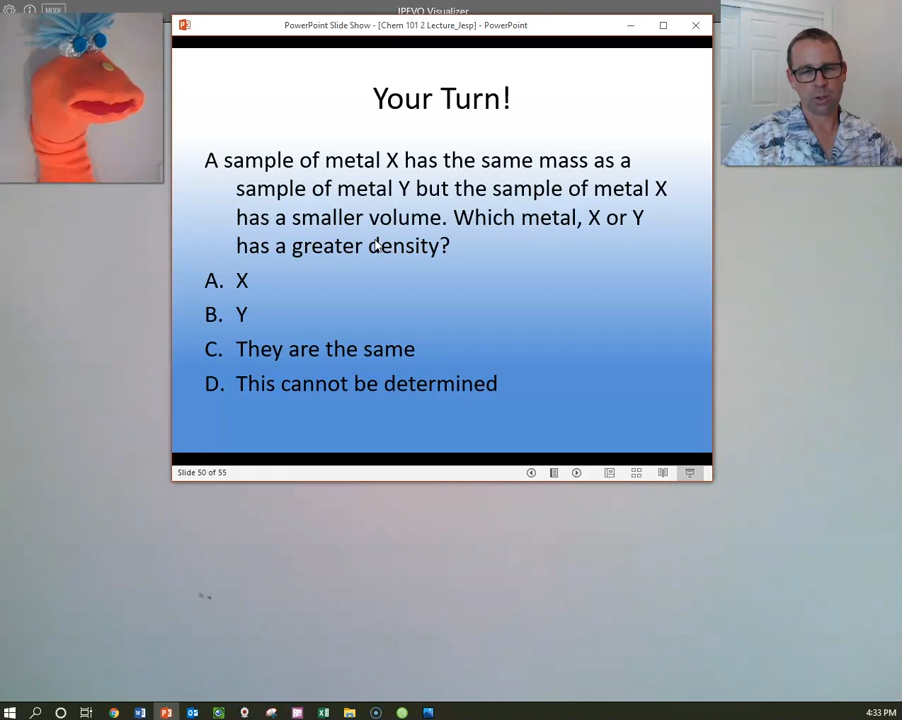 MODE
IPEVO Visualizer
PowerPoint Slide Show - [Chem 101 2 Lecture_Jesp] - PowerPoint
Your Turn!
A sample of metal X has the same mass as a
sample of metal Y but the sample of metal X
has a smaller volume. Which metal, X or Y
has a greater density?
A. X
B. Y
C. They are the same
D. This cannot be determined
Slide 50 of 55
4:33 PM